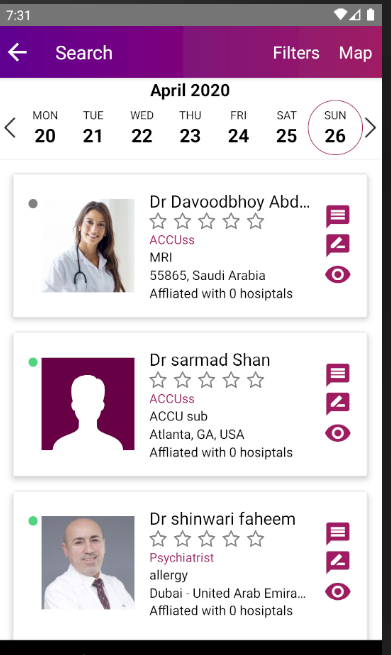 7:31
Search Filters Map
April 2020
MON TUE WED THU FRI SAT SUN
20 21 22 23 24 25 26
Dr Davoodbhoy Abd...
ACCUss
MRI
55865, Saudi Arabia
Affliated with 0 hosiptals
Dr sarmad Shan
ACCUss
ACCU sub
Atlanta, GA, USA
Affliated with 0 hosiptals
Dr shinwari faheem
Psychiatrist
allergy
Dubai - United Arab Emira...
Affliated with 0 hosiptals